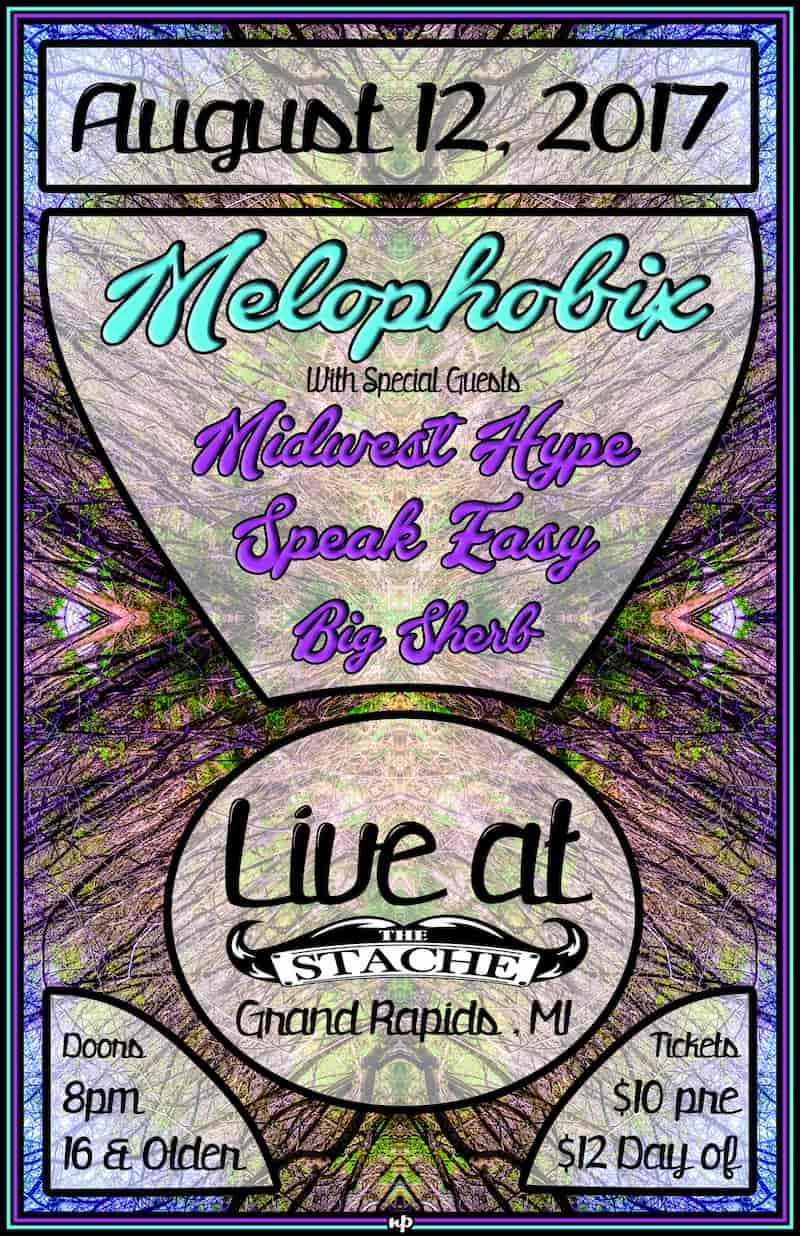 August 12, 2017
Melophobix
With Special Guests
Midwest Hype
Speak Easy
Big Sherb
Live at
THE
STACHE
Grand Rapids , MI
Doors
8pm
16 & Older
Tickets
$10 pre
$12 Day of
np